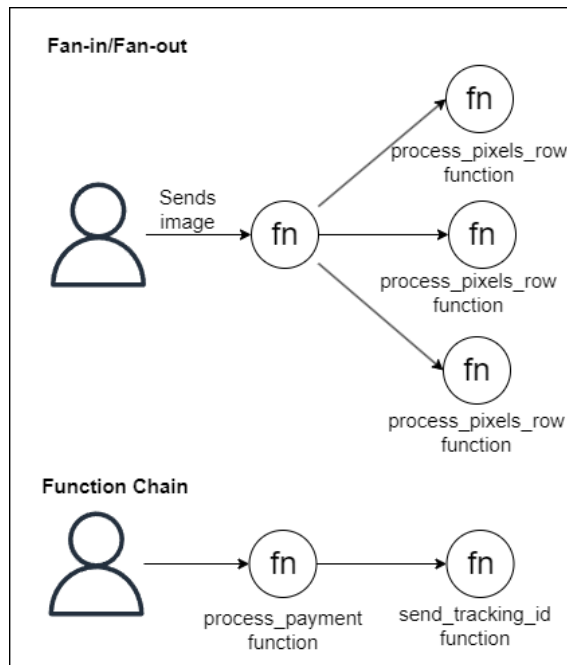 Fan-in/Fan-out
fn
process_pixels_row
function
Sends
image
fn
fn
process_pixels_row
function
fn
process_pixels_row
function
Function Chain
fn
fn
process_payment
function
send_tracking_id
function